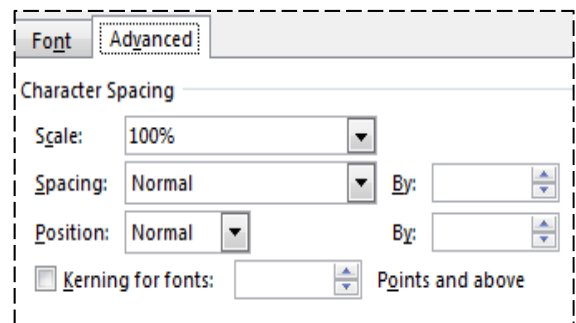 Font Advanced
Character Spacing
Scale: 100%
Spacing: Normal By:
Position: Normal By:
Kerning for fonts: Points and above